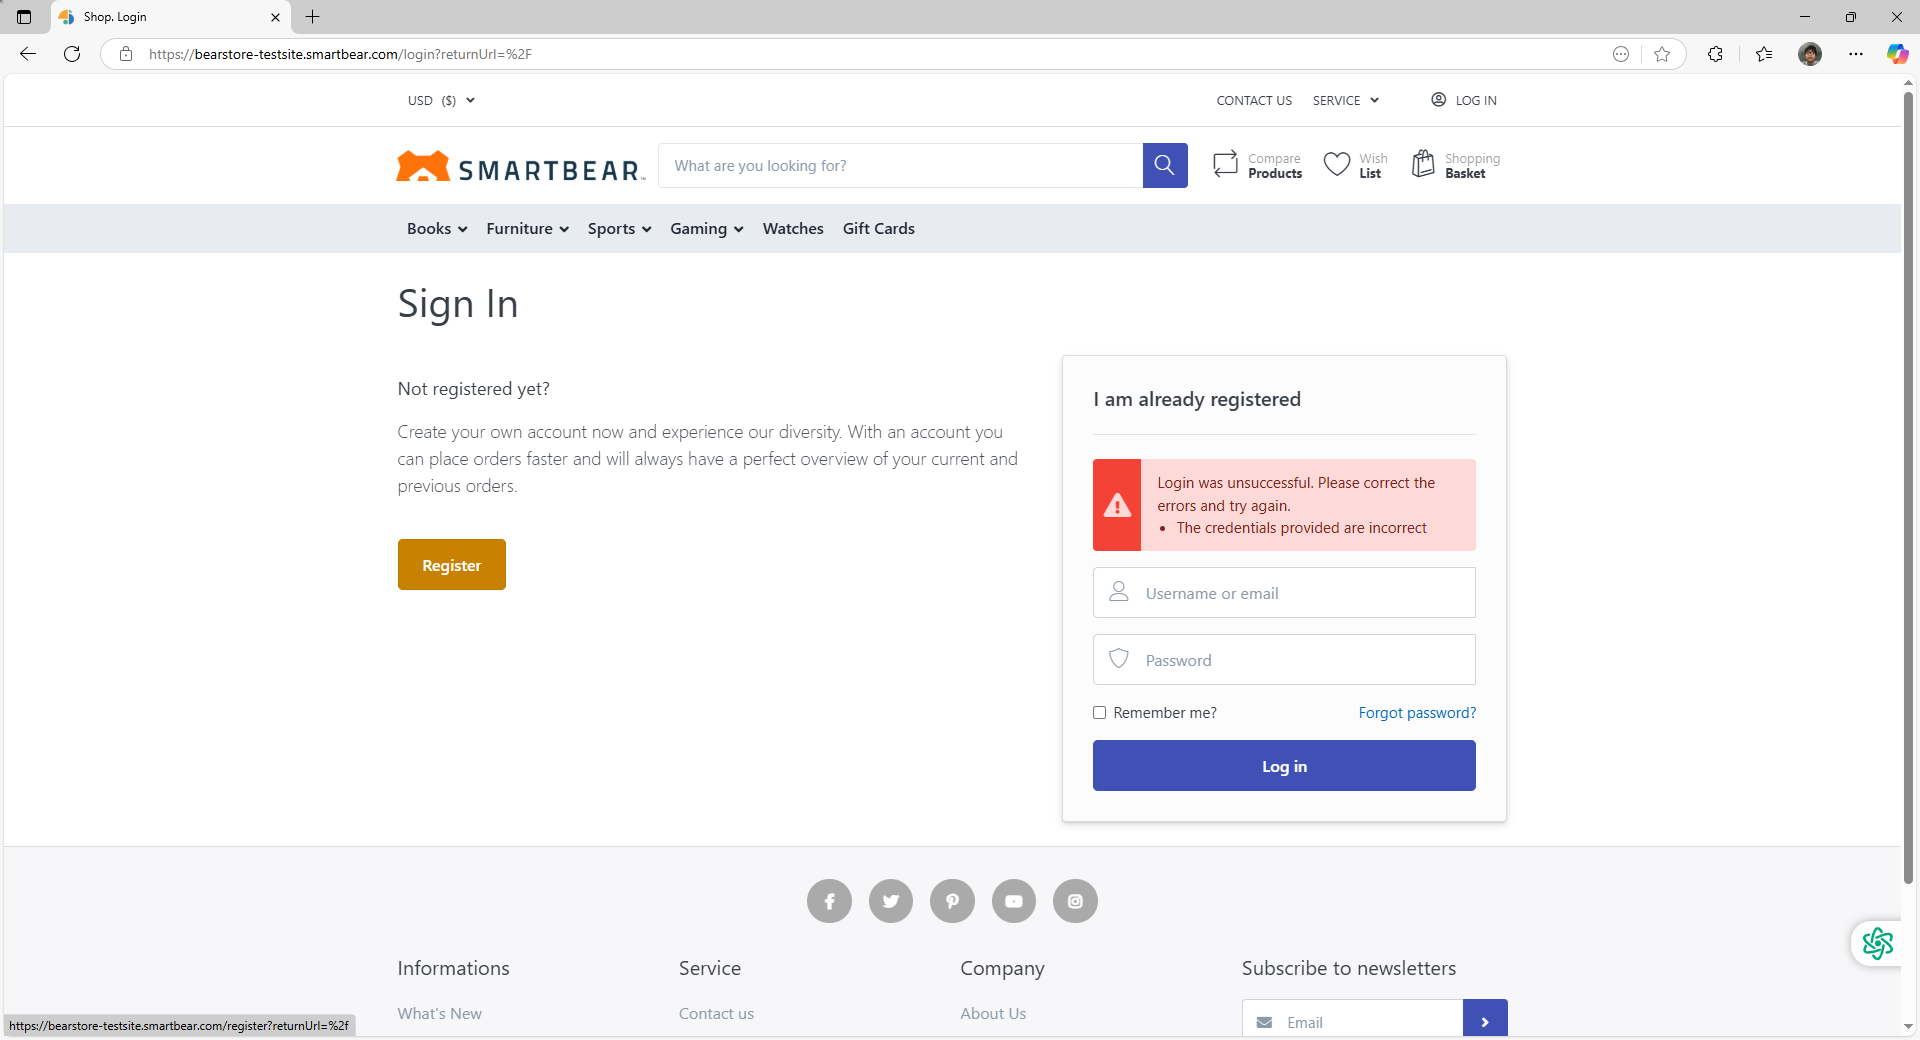 Shop. Login
https://bearstore-testsite.smartbear.com/login?returnUrl=%2F
USD ($)
CONTACT US
SERVICE
LOG IN
SMARTBEAR™
What are you looking for?
Compare
Products
Wish
List
Shopping
Basket
Books
Furniture
Sports
Gaming
Watches
Gift Cards
Sign In
Not registered yet?
Create your own account now and experience our diversity. With an account you
can place orders faster and will always have a perfect overview of your current and
previous orders.
Register
I am already registered
Login was unsuccessful. Please correct the
errors and try again.
• The credentials provided are incorrect
Username or email
Password
Remember me?
Forgot password?
Log in
Informations
Service
Company
Subscribe to newsletters
What's New
Contact us
About Us
Email
https://bearstore-testsite.smartbear.com/register?returnUrl=%2f